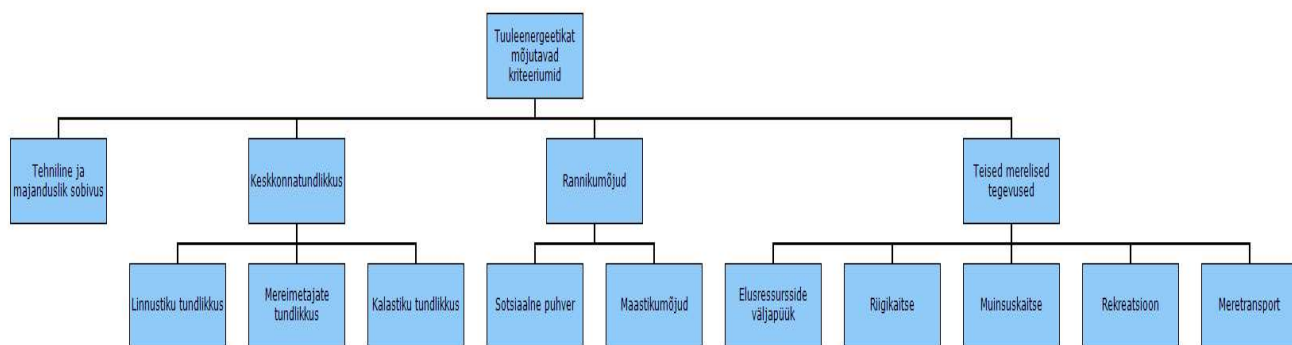 Tuuleenergeetikat
mõjutavad
kriteeriumid
Tehniline ja
majanduslik sobivus
Keskkonnatundlikkus
Rannikumõjud
Teised merelised
tegevused
Linnustiku tundlikkus
Mereimetajate
tundlikkus
Kalastiku tundlikkus
Sotsiaalne puhver
Maastikumõjud
Elusressursside
väljapüük
Riigikaitse
Muinsuskaitse
Rekreatsioon
Meretransport